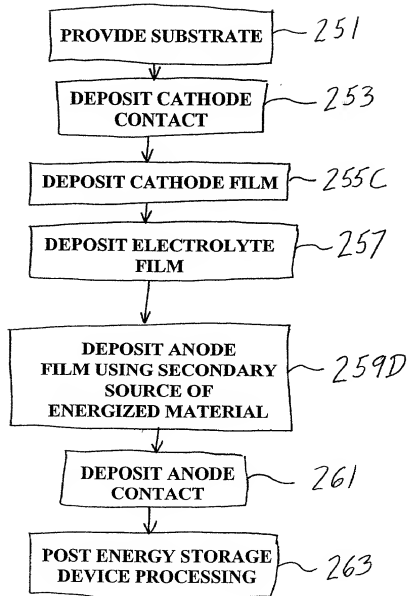 PROVIDE SUBSTRATE
251
DEPOSIT CATHODE
CONTACT
253
DEPOSIT CATHODE FILM
255C
DEPOSIT ELECTROLYTE
FILM
257
DEPOSIT ANODE
FILM USING SECONDARY
SOURCE OF
ENERGIZED MATERIAL
259D
DEPOSIT ANODE
CONTACT
261
POST ENERGY STORAGE
DEVICE PROCESSING
263